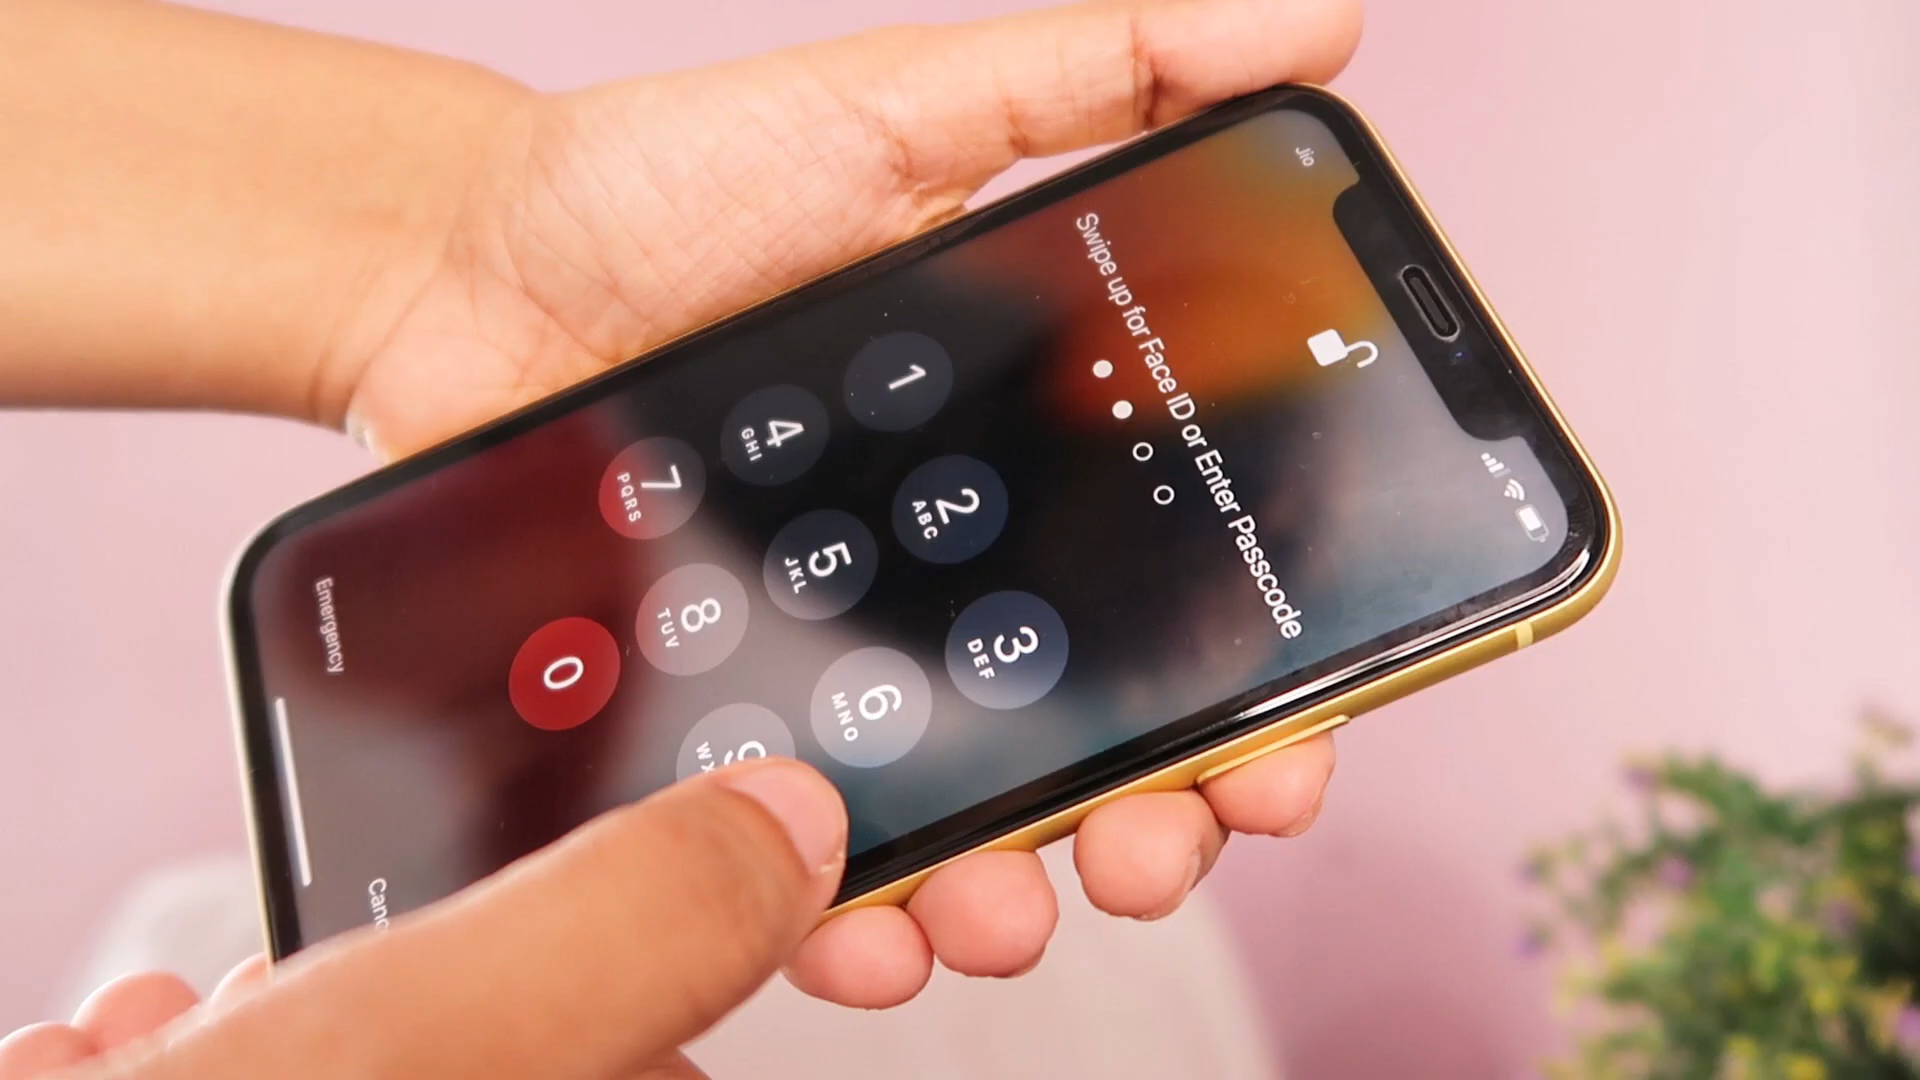 Jio
Swipe up for Face ID or Enter Passcode
1
2
ABC
3
DEF
4
GHI
5
JKL
6
MNO
7
PQRS
8
TUV
9
0
Emergency